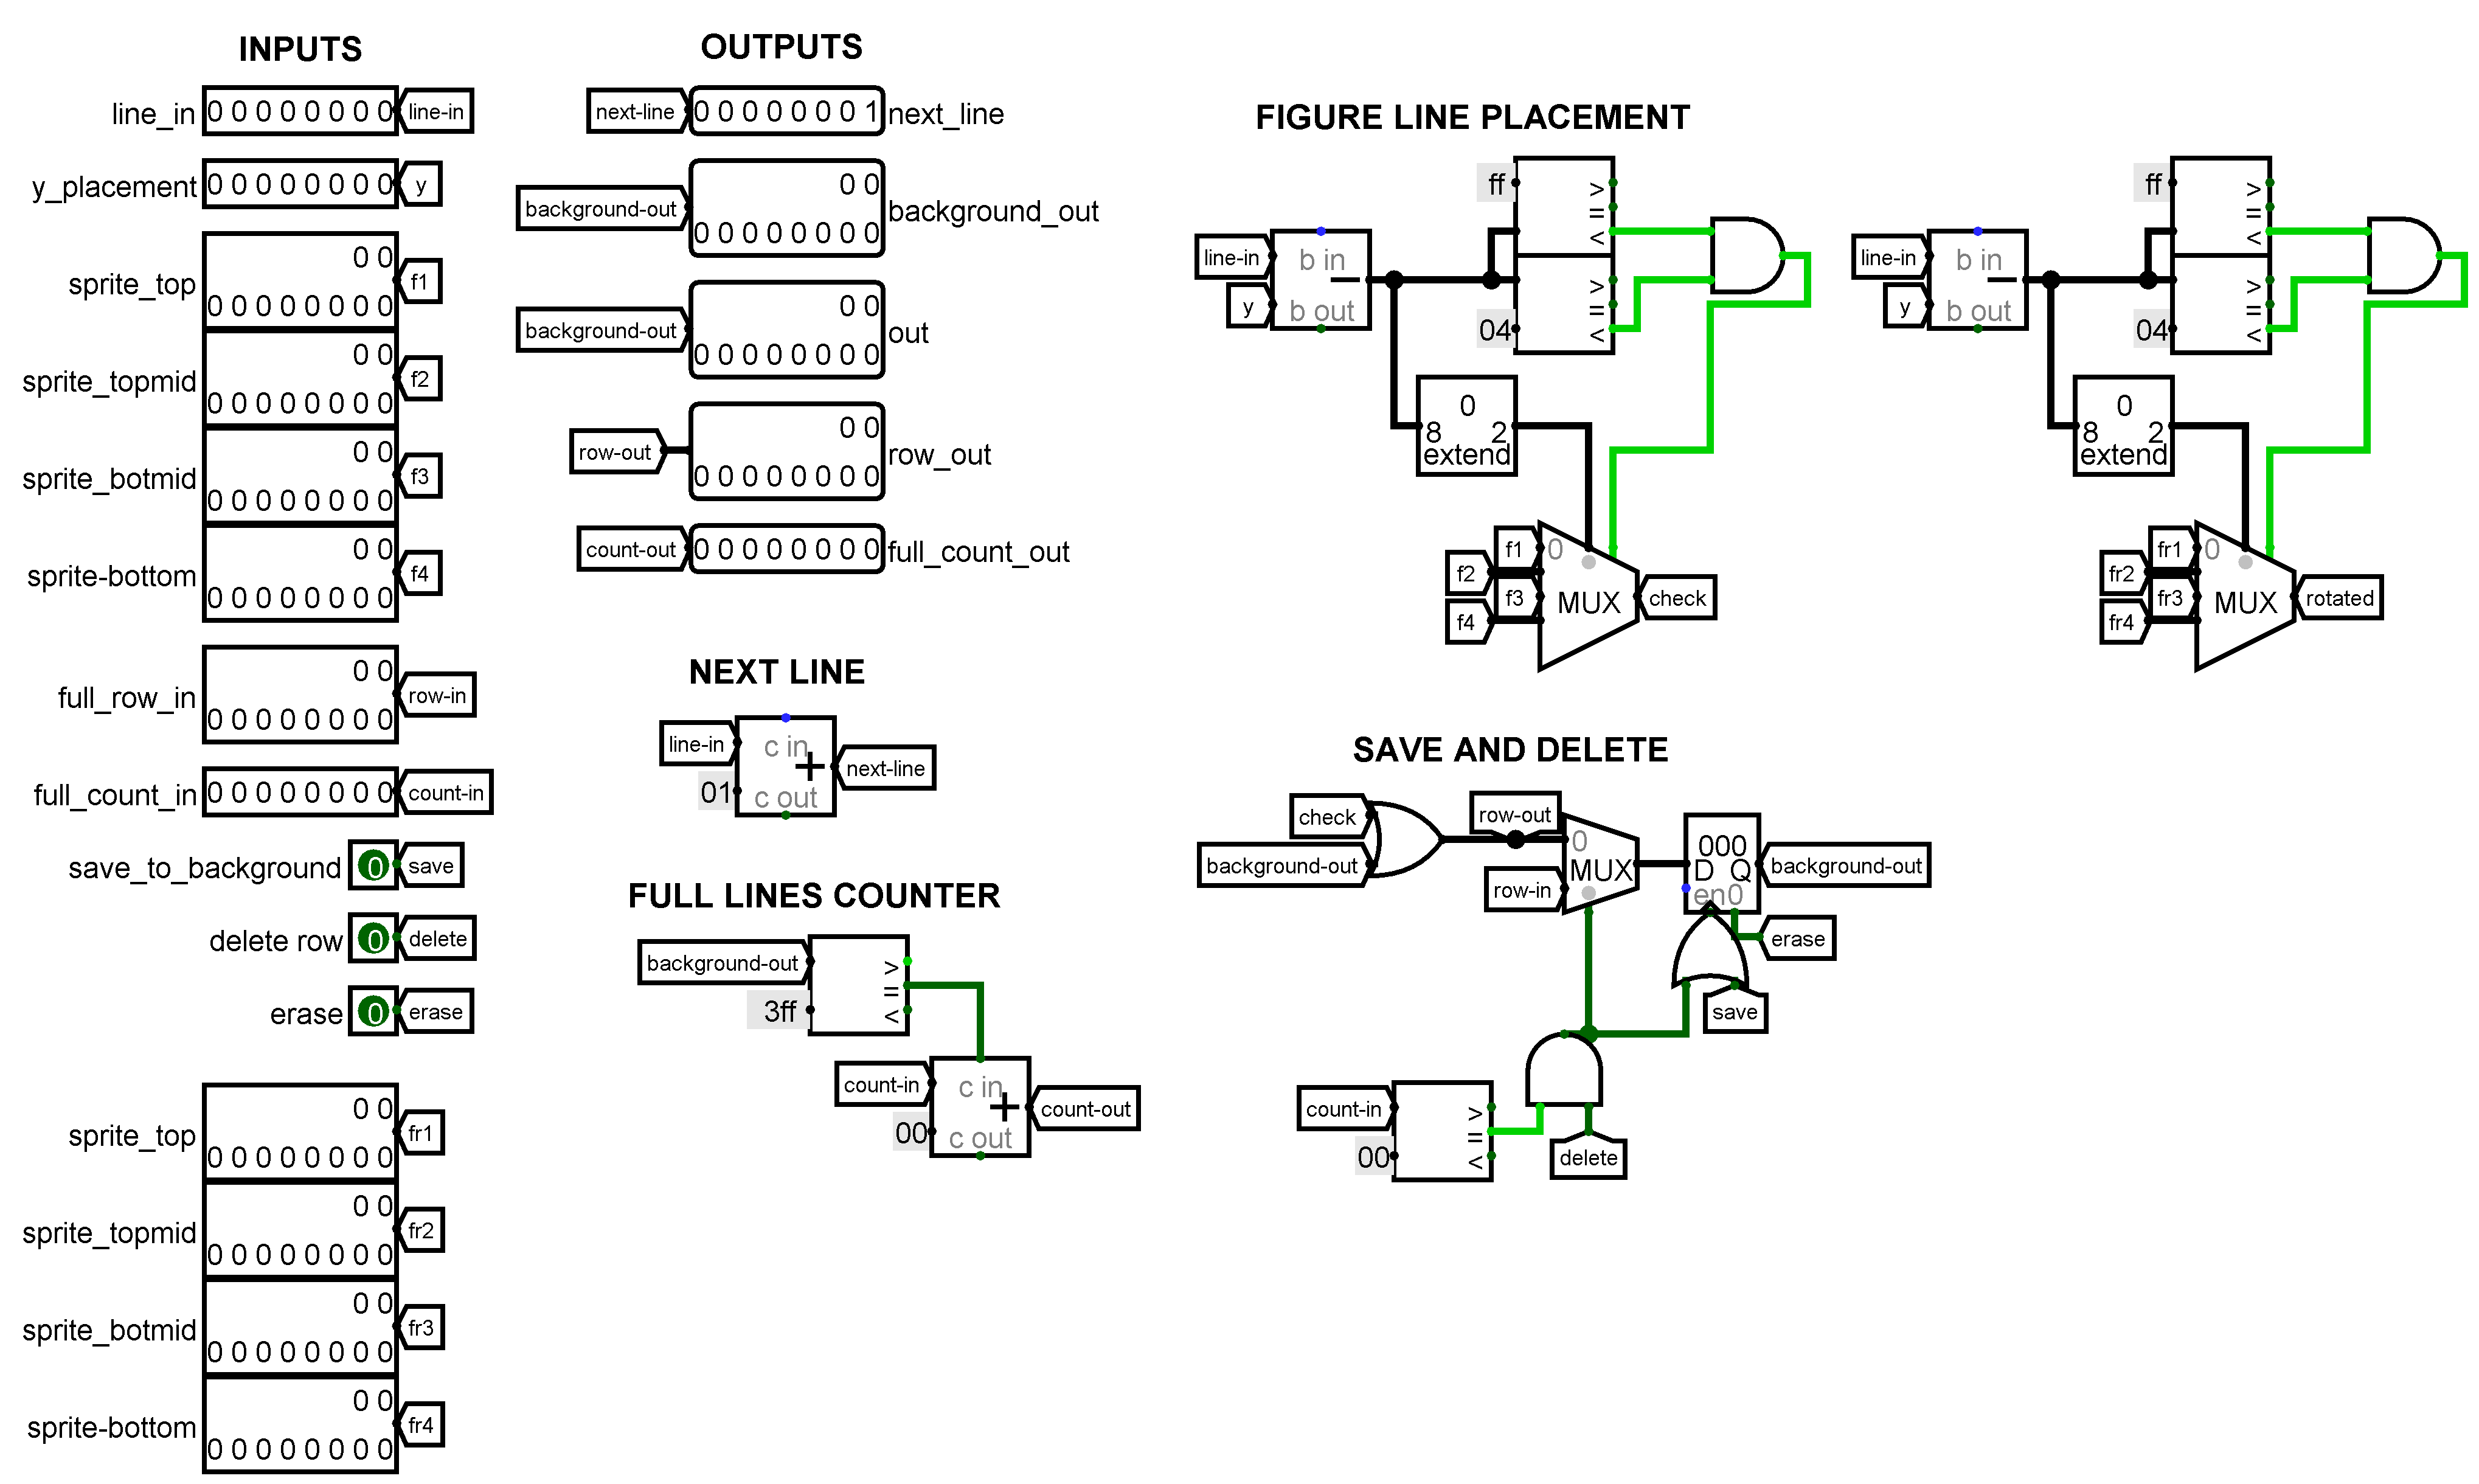 INPUTS
line_in
0 0 0 0 0 0 0 0
line-in
y_placement
0 0 0 0 0 0 0 0
y
sprite_top
0 0
0 0 0 0 0 0 0 0
f1
sprite_topmid
0 0
0 0 0 0 0 0 0 0
f2
sprite_botmid
0 0
0 0 0 0 0 0 0 0
f3
sprite-bottom
0 0
0 0 0 0 0 0 0 0
f4
full_row_in
0 0
0 0 0 0 0 0 0 0
row-in
full_count_in
0 0 0 0 0 0 0 0
count-in
save_to_background
0
save
delete row
0
delete
erase
0
erase
sprite_top
0 0
0 0 0 0 0 0 0 0
fr1
sprite_topmid
0 0
0 0 0 0 0 0 0 0
fr2
sprite_botmid
0 0
0 0 0 0 0 0 0 0
fr3
sprite-bottom
0 0
0 0 0 0 0 0 0 0
fr4
OUTPUTS
next-line
0 0 0 0 0 0 0 1
next_line
background-out
0 0
0 0 0 0 0 0 0 0
background_out
background-out
0 0
0 0 0 0 0 0 0 0
out
row-out
0 0
0 0 0 0 0 0 0 0
row_out
count-out
0 0 0 0 0 0 0 0
full_count_out
NEXT LINE
line-in
01
c in
+
c out
next-line
FULL LINES COUNTER
background-out
3ff
>
=
<
count-in
00
c in
+
c out
count-out
FIGURE LINE PLACEMENT
line-in
y
b in
−
b out
ff
>
=
<
>
=
<
04
0
8 2
extend
f1
f2
f3
f4
0
MUX
check
line-in
y
b in
−
b out
ff
>
=
<
>
=
<
04
0
8 2
extend
fr1
fr2
fr3
fr4
0
MUX
rotated
SAVE AND DELETE
check
background-out
row-out
row-in
0
MUX
000
D Q
en 0
background-out
erase
save
count-in
00
>
=
<
delete